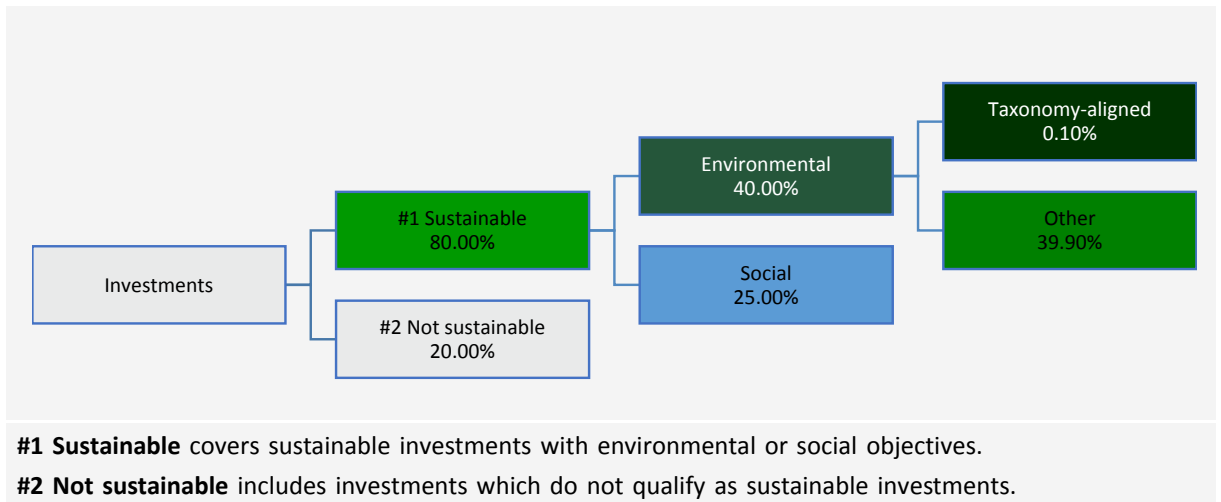 Investments
#1 Sustainable
80.00%
#2 Not sustainable
20.00%
Environmental
40.00%
Social
25.00%
Taxonomy-aligned
0.10%
Other
39.90%
#1 Sustainable covers sustainable investments with environmental or social objectives.
#2 Not sustainable includes investments which do not qualify as sustainable investments.